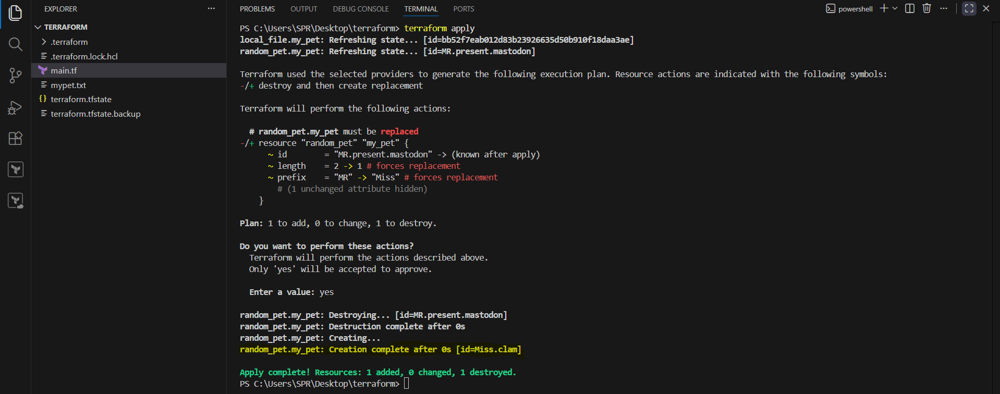 EXPLORER
TERRAFORM
.terraform
.terraform.lock.hcl
main.tf
mypet.txt
{} terraform.tfstate
terraform.tfstate.backup
PROBLEMS OUTPUT DEBUG CONSOLE TERMINAL PORTS
powershell
PS C:\Users\SPR\Desktop\terraform> terraform apply
local_file.my_pet: Refreshing state... [id=bb52f7eab012d83b23926635d50b910f18daa3ae]
random_pet.my_pet: Refreshing state... [id=MR.present.mastodon]
Terraform used the selected providers to generate the following execution plan. Resource actions are indicated with the following symbols:
-/+ destroy and then create replacement
Terraform will perform the following actions:
# random_pet.my_pet must be replaced
-/+ resource "random_pet" "my_pet" {
~ id = "MR.present.mastodon" -> (known after apply)
~ length = 2 -> 1 # forces replacement
~ prefix = "MR" -> "Miss" # forces replacement
# (1 unchanged attribute hidden)
}
Plan: 1 to add, 0 to change, 1 to destroy.
Do you want to perform these actions?
Terraform will perform the actions described above.
Only 'yes' will be accepted to approve.
Enter a value: yes
random_pet.my_pet: Destroying... [id=MR.present.mastodon]
random_pet.my_pet: Destruction complete after 0s
random_pet.my_pet: Creating...
random_pet.my_pet: Creation complete after 0s [id=Miss.clam]
Apply complete! Resources: 1 added, 0 changed, 1 destroyed.
PS C:\Users\SPR\Desktop\terraform>